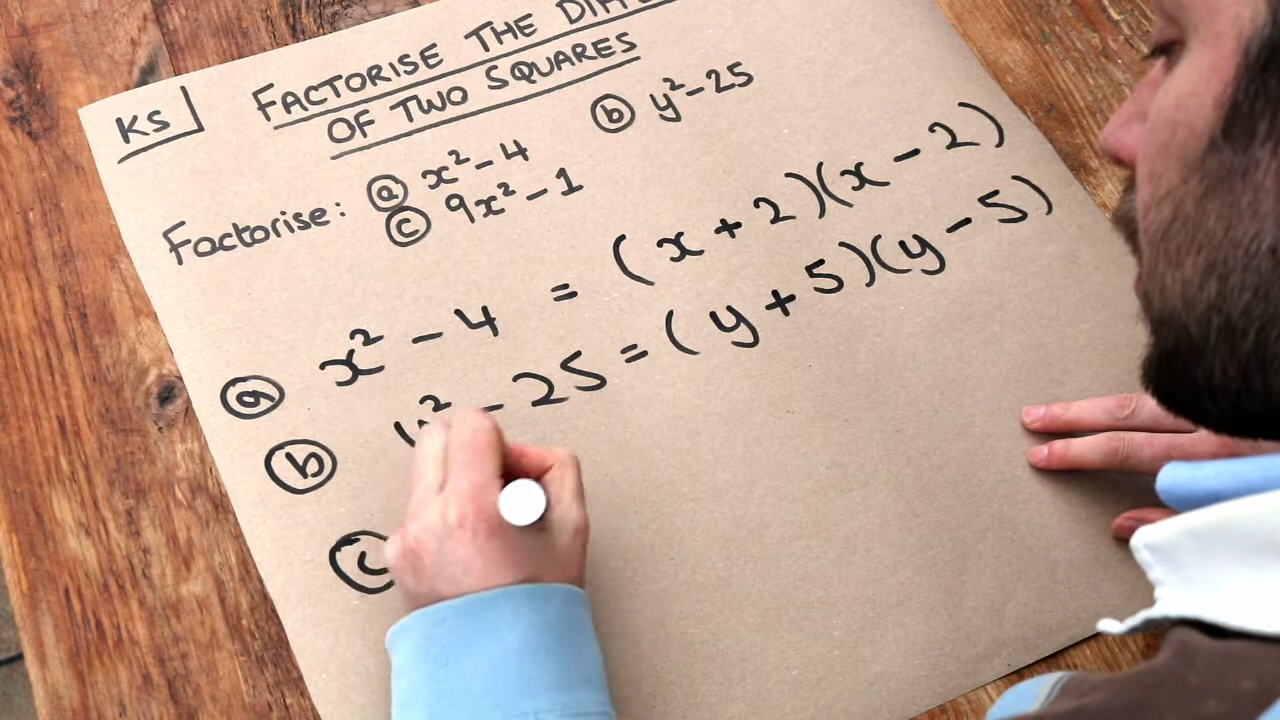 KS
FACTORISE THE
OF TWO SQUARES
Factorise: ⓐ x² - 4 ⓑ y² - 25
ⓒ 9x² - 1
ⓐ x² - 4 = (x + 2)(x - 2)
ⓑ y² - 25 = (y + 5)(y - 5)
ⓒ